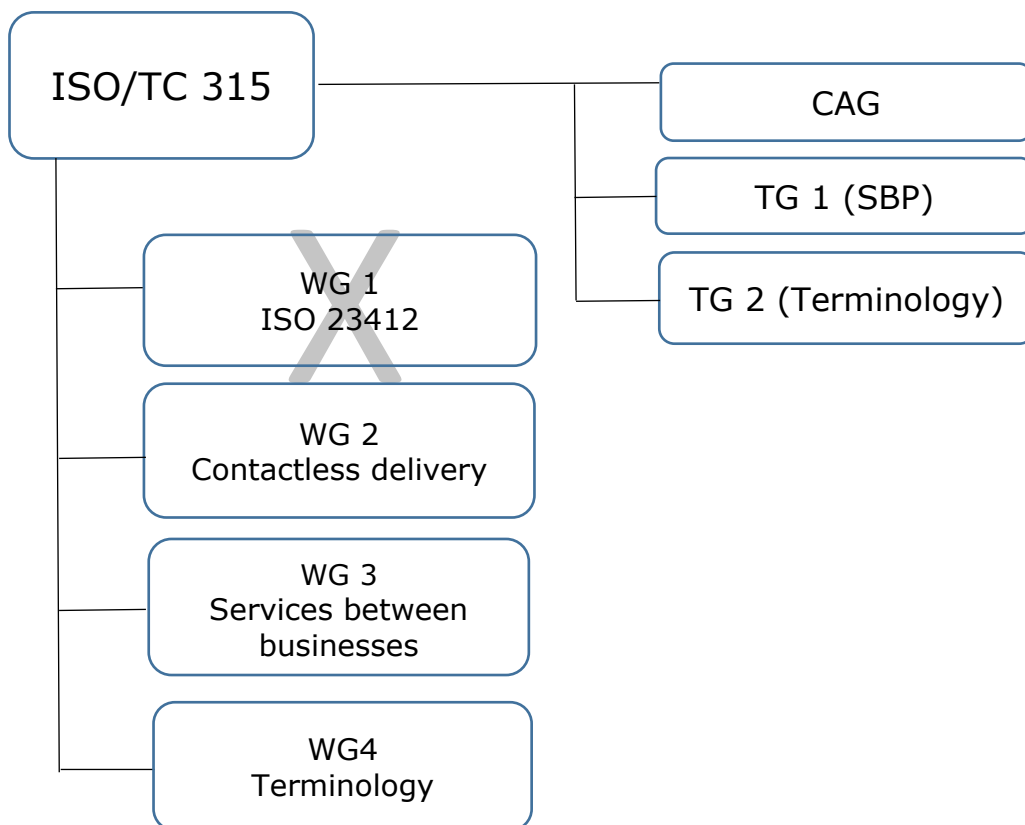 ISO/TC 315
CAG
TG 1 (SBP)
TG 2 (Terminology)
WG 1
ISO 23412
X
WG 2
Contactless delivery
WG 3
Services between
businesses
WG4
Terminology